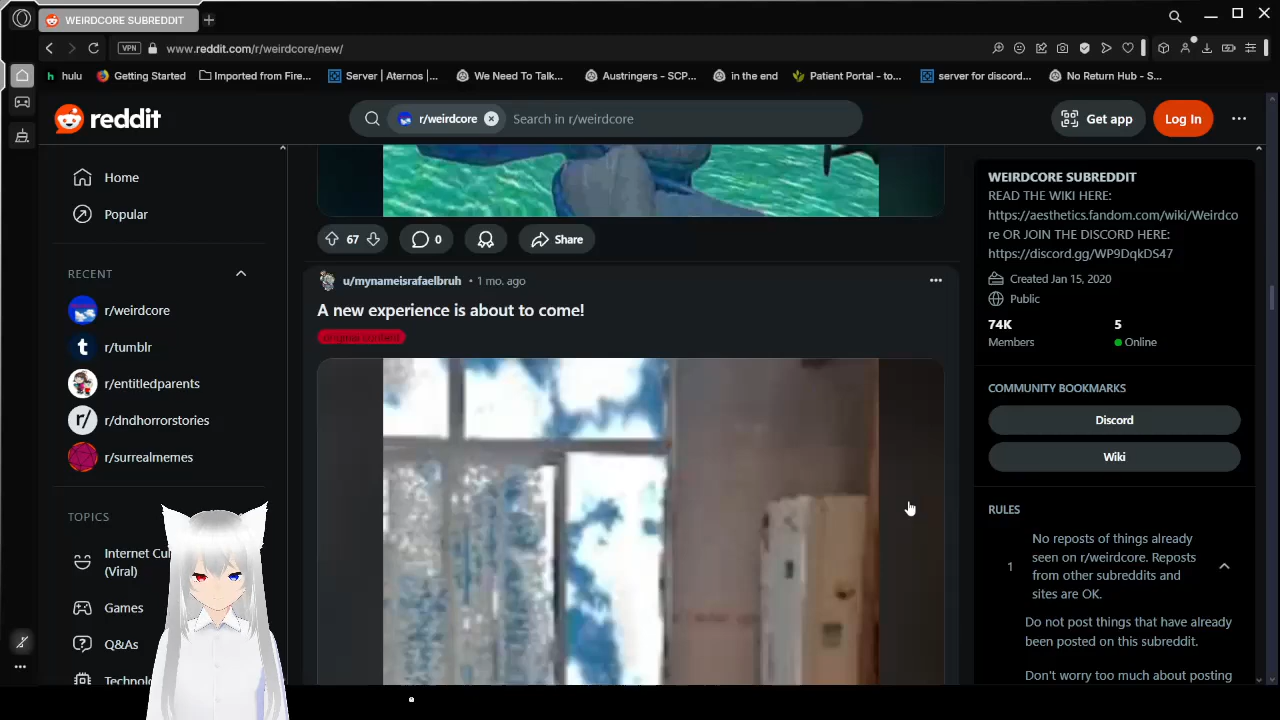 WEIRDCORE SUBREDDIT
VPN www.reddit.com/r/weirdcore/new/
hulu Getting Started Imported from Fire... Server | Aternos |... We Need To Talk... Austringers - SCP... in the end Patient Portal - to... server for discord... No Return Hub - S...
reddit r/weirdcore Search in r/weirdcore Get app Log In
Home
Popular
RECENT
r/weirdcore
r/tumblr
r/entitledparents
r/ r/dndhorrorstories
r/surrealmemes
TOPICS
Internet Cul
(Viral)
Games
Q&As
Technolo
67 0 Share
u/mynameisrafaelbruh • 1 mo. ago
A new experience is about to come!
WEIRDCORE SUBREDDIT
READ THE WIKI HERE:
https://aesthetics.fandom.com/wiki/Weirdco
re OR JOIN THE DISCORD HERE:
https://discord.gg/WP9DqkDS47
Created Jan 15, 2020
Public
74K 5
Members Online
COMMUNITY BOOKMARKS
Discord
Wiki
RULES
No reposts of things already
seen on r/weirdcore. Reposts
1 from other subreddits and
sites are OK.
Do not post things that have already
been posted on this subreddit.
Don't worry too much about posting